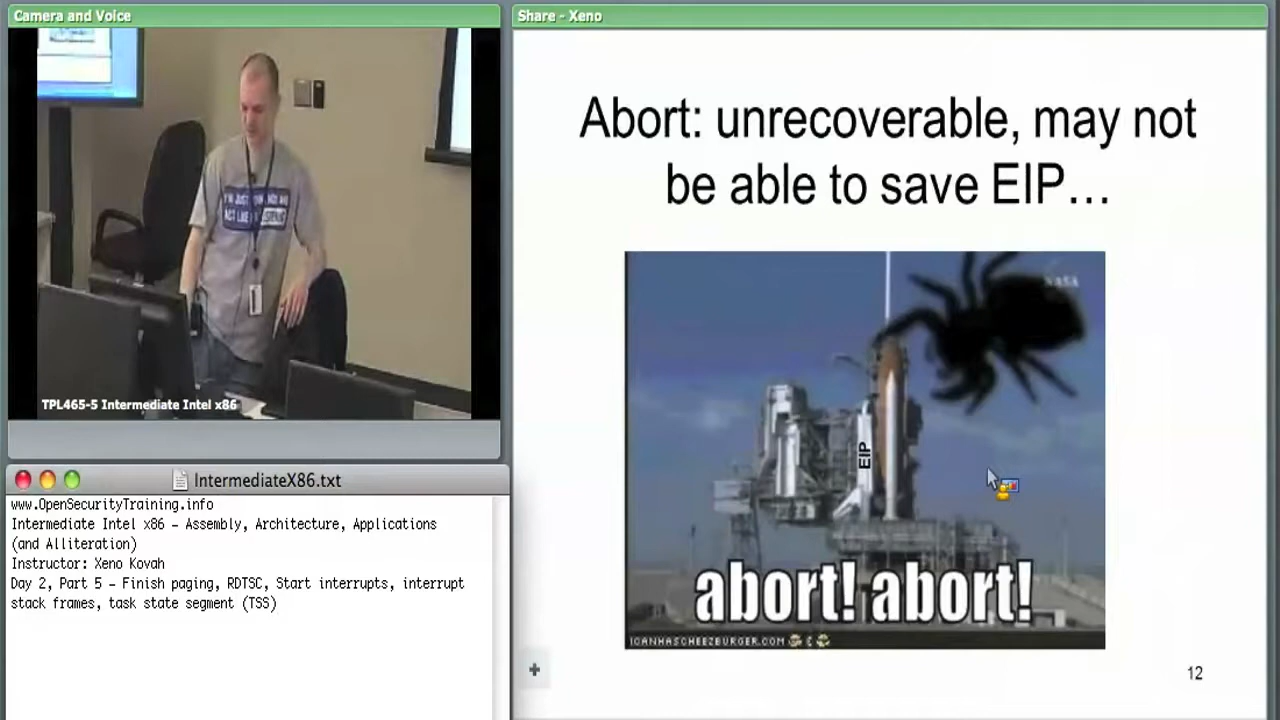 Camera and Voice
TPL465-5 Intermediate Intel x86
IntermediateX86.txt
www.OpenSecurityTraining.info
Intermediate Intel x86 – Assembly, Architecture, Applications
(and Alliteration)
Instructor: Xeno Kovah
Day 2, Part 5 – Finish paging, RDTSC, Start interrupts, interrupt
stack frames, task state segment (TSS)
Share - Xeno
Abort: unrecoverable, may not
be able to save EIP…
NASA
EIP
abort! abort!
ICANHASCHEEZBURGER.COM
12